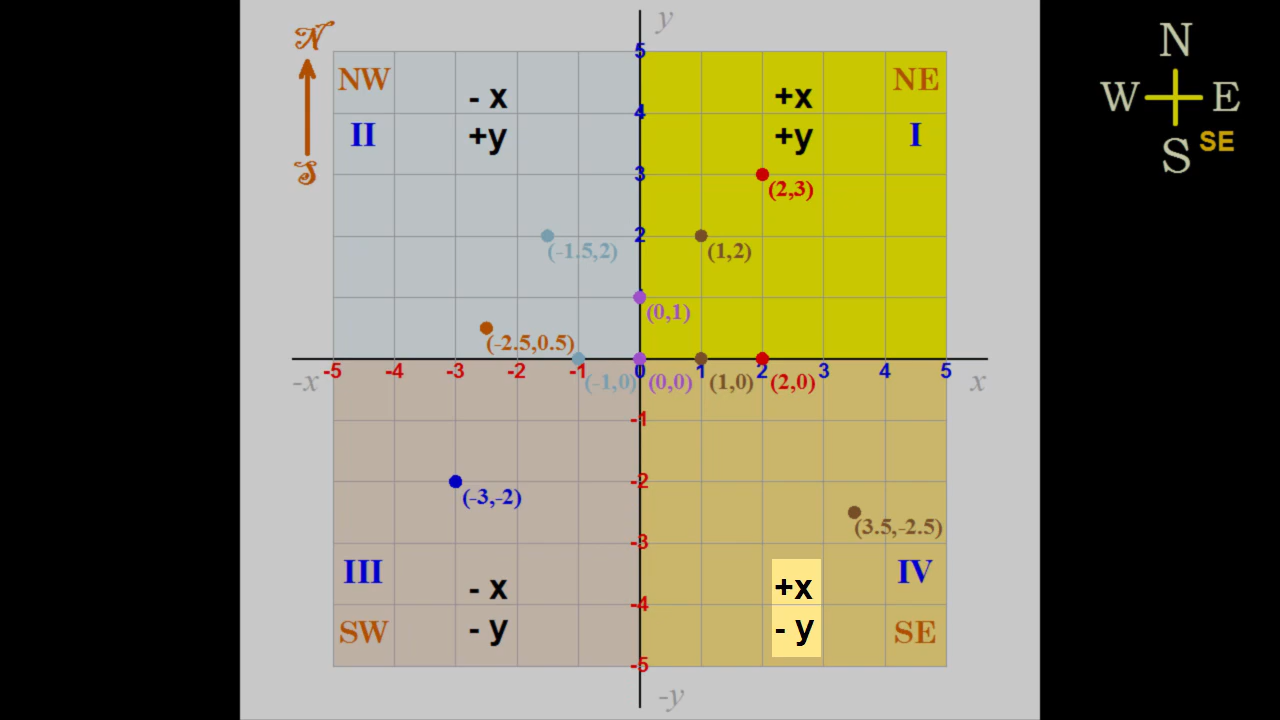 y
N
S
NW
II
- x
+y
+x
+y
NE
I
N
W E
S SE
5
4
3
2
(2,3)
(-1.5,2)
(1,2)
(0,1)
(-2.5,0.5)
-x -5 -4 -3 -2 -1 0 1 2 3 4 5 x
(-1,0) (0,0) (1,0) (2,0)
-1
-2
-3
-4
-5
(-3,-2)
(3.5,-2.5)
III
SW
- x
- y
+x
- y
IV
SE
-y